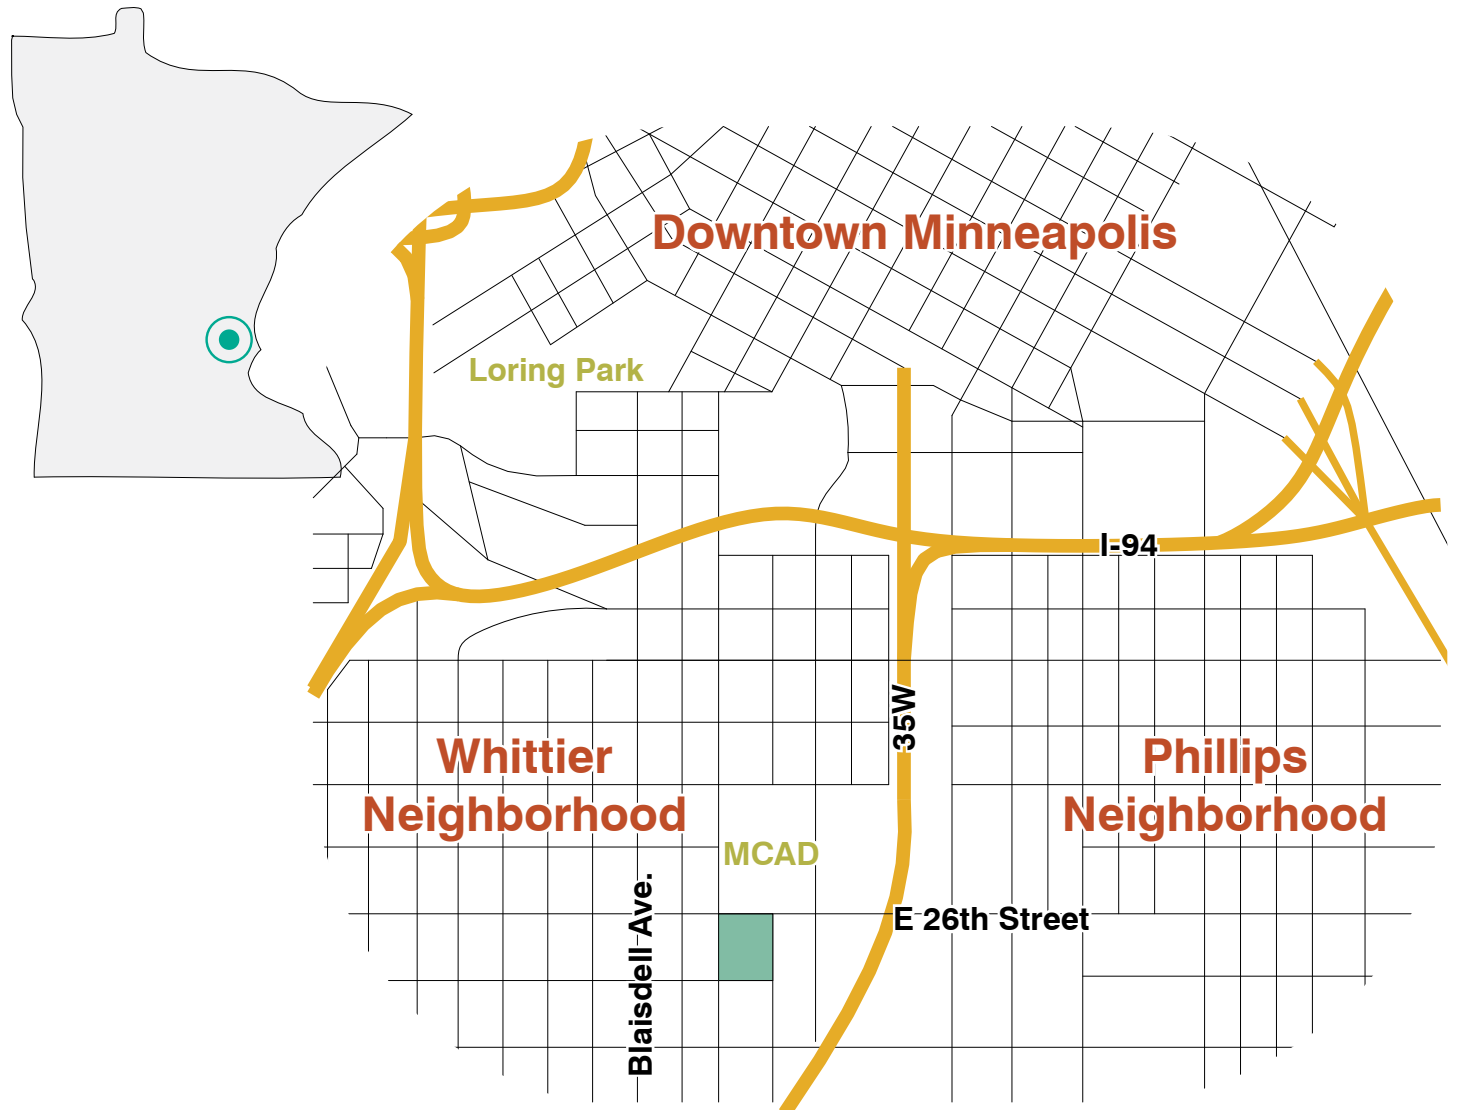 Downtown Minneapolis
Loring Park
I-94
35W
Whittier
Neighborhood
Phillips
Neighborhood
MCAD
Blaisdell Ave.
E 26th Street